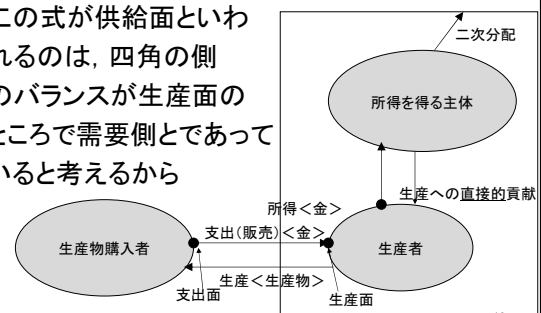 この式が供給面といわ
れるのは，四角の側
のバランスが生産面の
ところで需要側とであって
いると考えるから
二次分配
所得を得る主体
生産への直接的貢献
所得＜金＞
支出（販売）＜金＞
生産物購入者
生産者
生産＜生産物＞
支出面
生産面